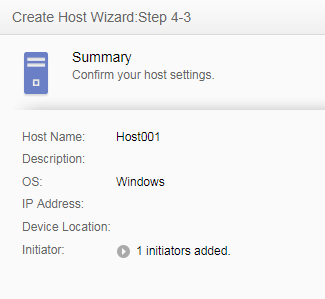 Create Host Wizard:Step 4-3
Summary
Confirm your host settings.
Host Name: Host001
Description:
OS: Windows
IP Address:
Device Location:
Initiator: 1 initiators added.